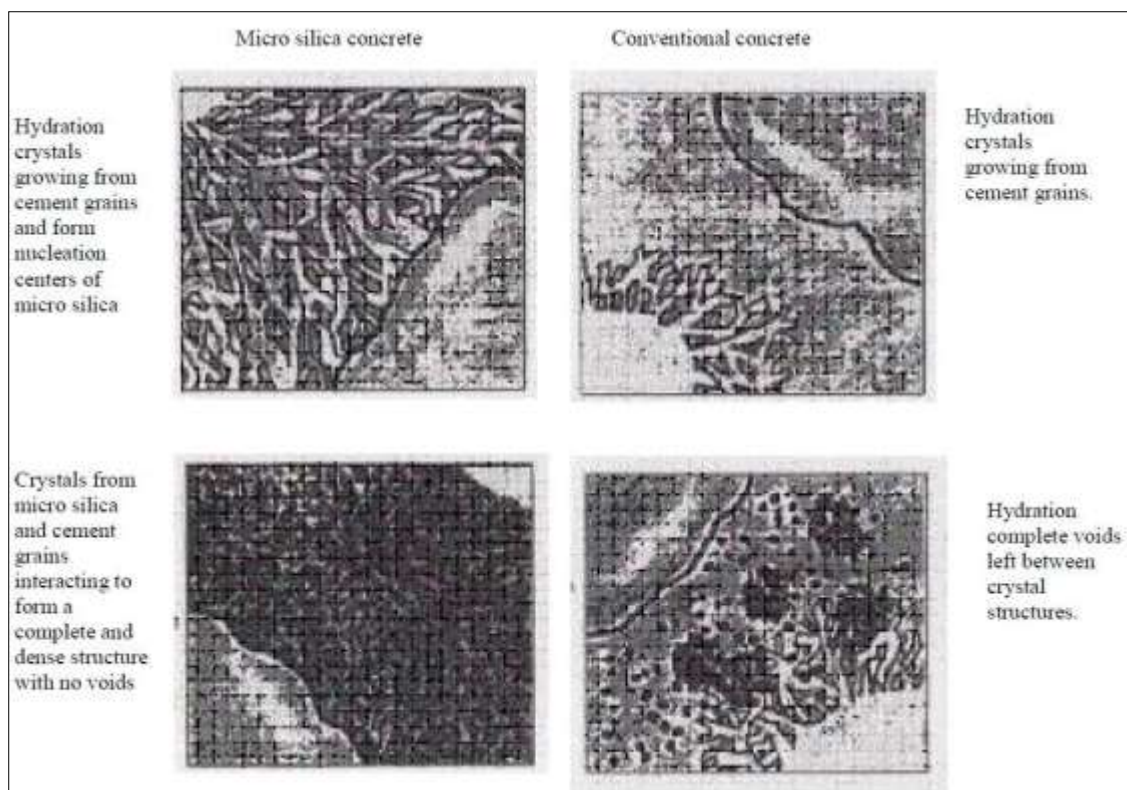 Micro silica concrete
Conventional concrete
Hydration
crystals
growing from
cement grains
and form
nucleation
centers of
micro silica
Hydration
crystals
growing from
cement grains.
Crystals from
micro silica
and cement
grains
interacting to
form a
complete and
dense structure
with no voids
Hydration
complete voids
left between
crystal
structures.